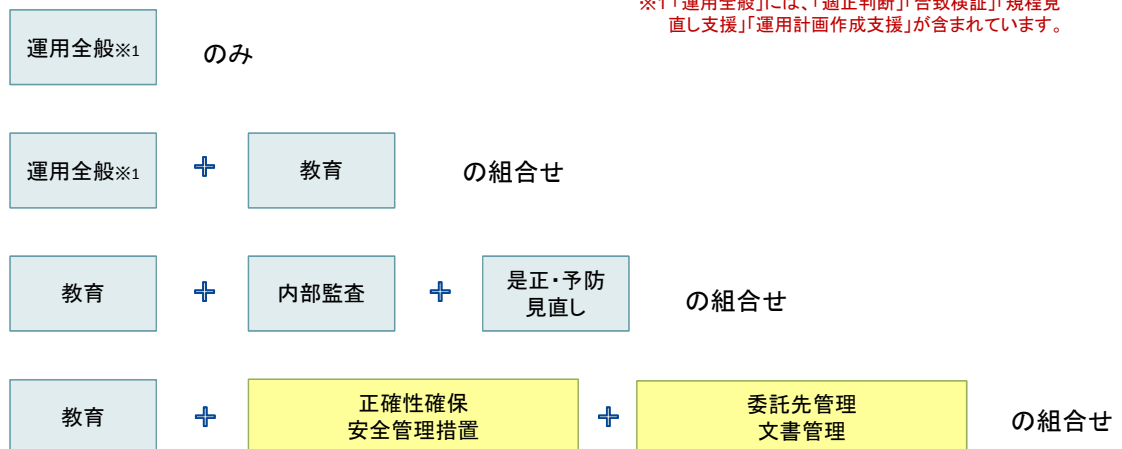 ※1「運用全般」には、「適正判断」「合致検証」「規程見
直し支援」「運用計画作成支援」が含まれています。
運用全般※1 のみ
運用全般※1 + 教育 の組合せ
教育 + 内部監査 + 是正・予防
見直し の組合せ
教育 + 正確性確保
安全管理措置 + 委託先管理
文書管理 の組合せ